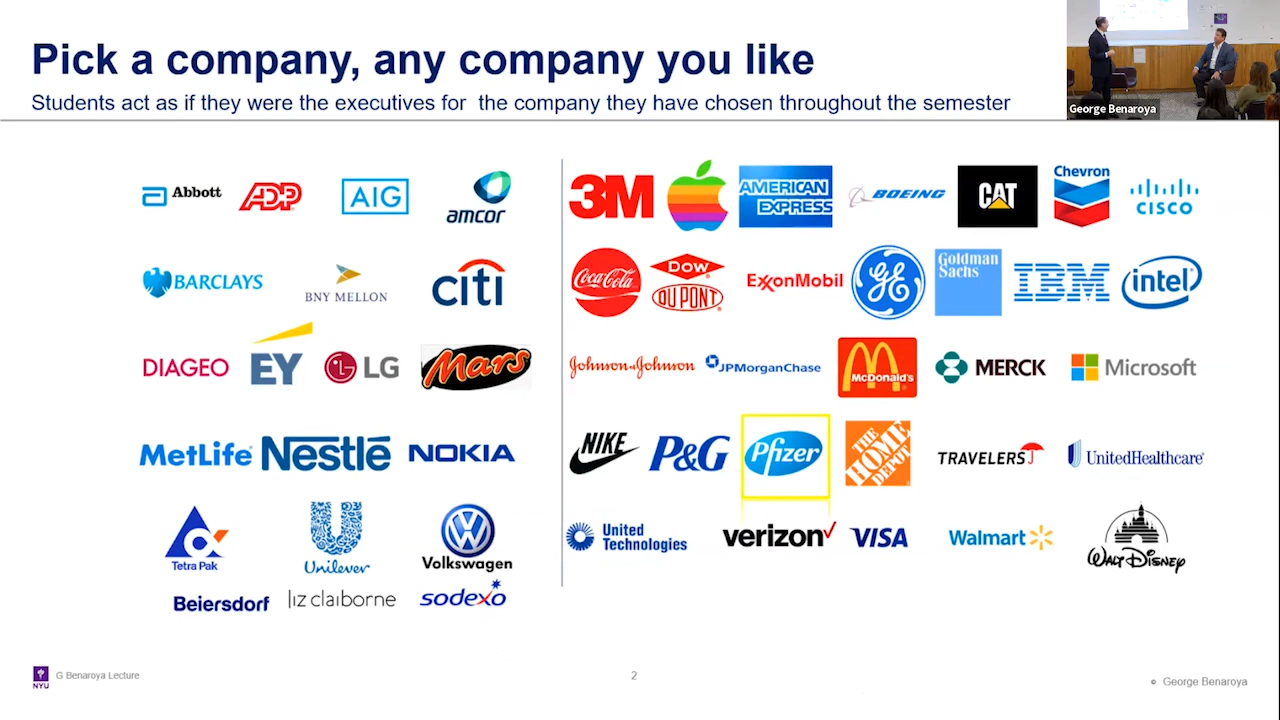 Pick a company, any company you like
Students act as if they were the executives for the company they have chosen throughout the semester
George Benaroya
Abbott
ADP
AIG
amcor
BARCLAYS
BNY MELLON
citi
DIAGEO
EY
LG
Mars
MetLife
Nestlé
NOKIA
Tetra Pak
Unilever
Volkswagen
Beiersdorf
liz claiborne
sodexo
3M
AMERICAN
EXPRESS
BOEING
CAT
Chevron
CISCO
Coca-Cola
DOW
DU PONT
ExxonMobil
GE
Goldman
Sachs
IBM
intel
Johnson&Johnson
JPMorganChase
McDonald's
MERCK
Microsoft
NIKE
P&G
Pfizer
THE
HOME
DEPOT
TRAVELERS
UnitedHealthcare
United
Technologies
verizon
VISA
Walmart
WALT DISNEY
NYU
G Benaroya Lecture
2
© George Benaroya